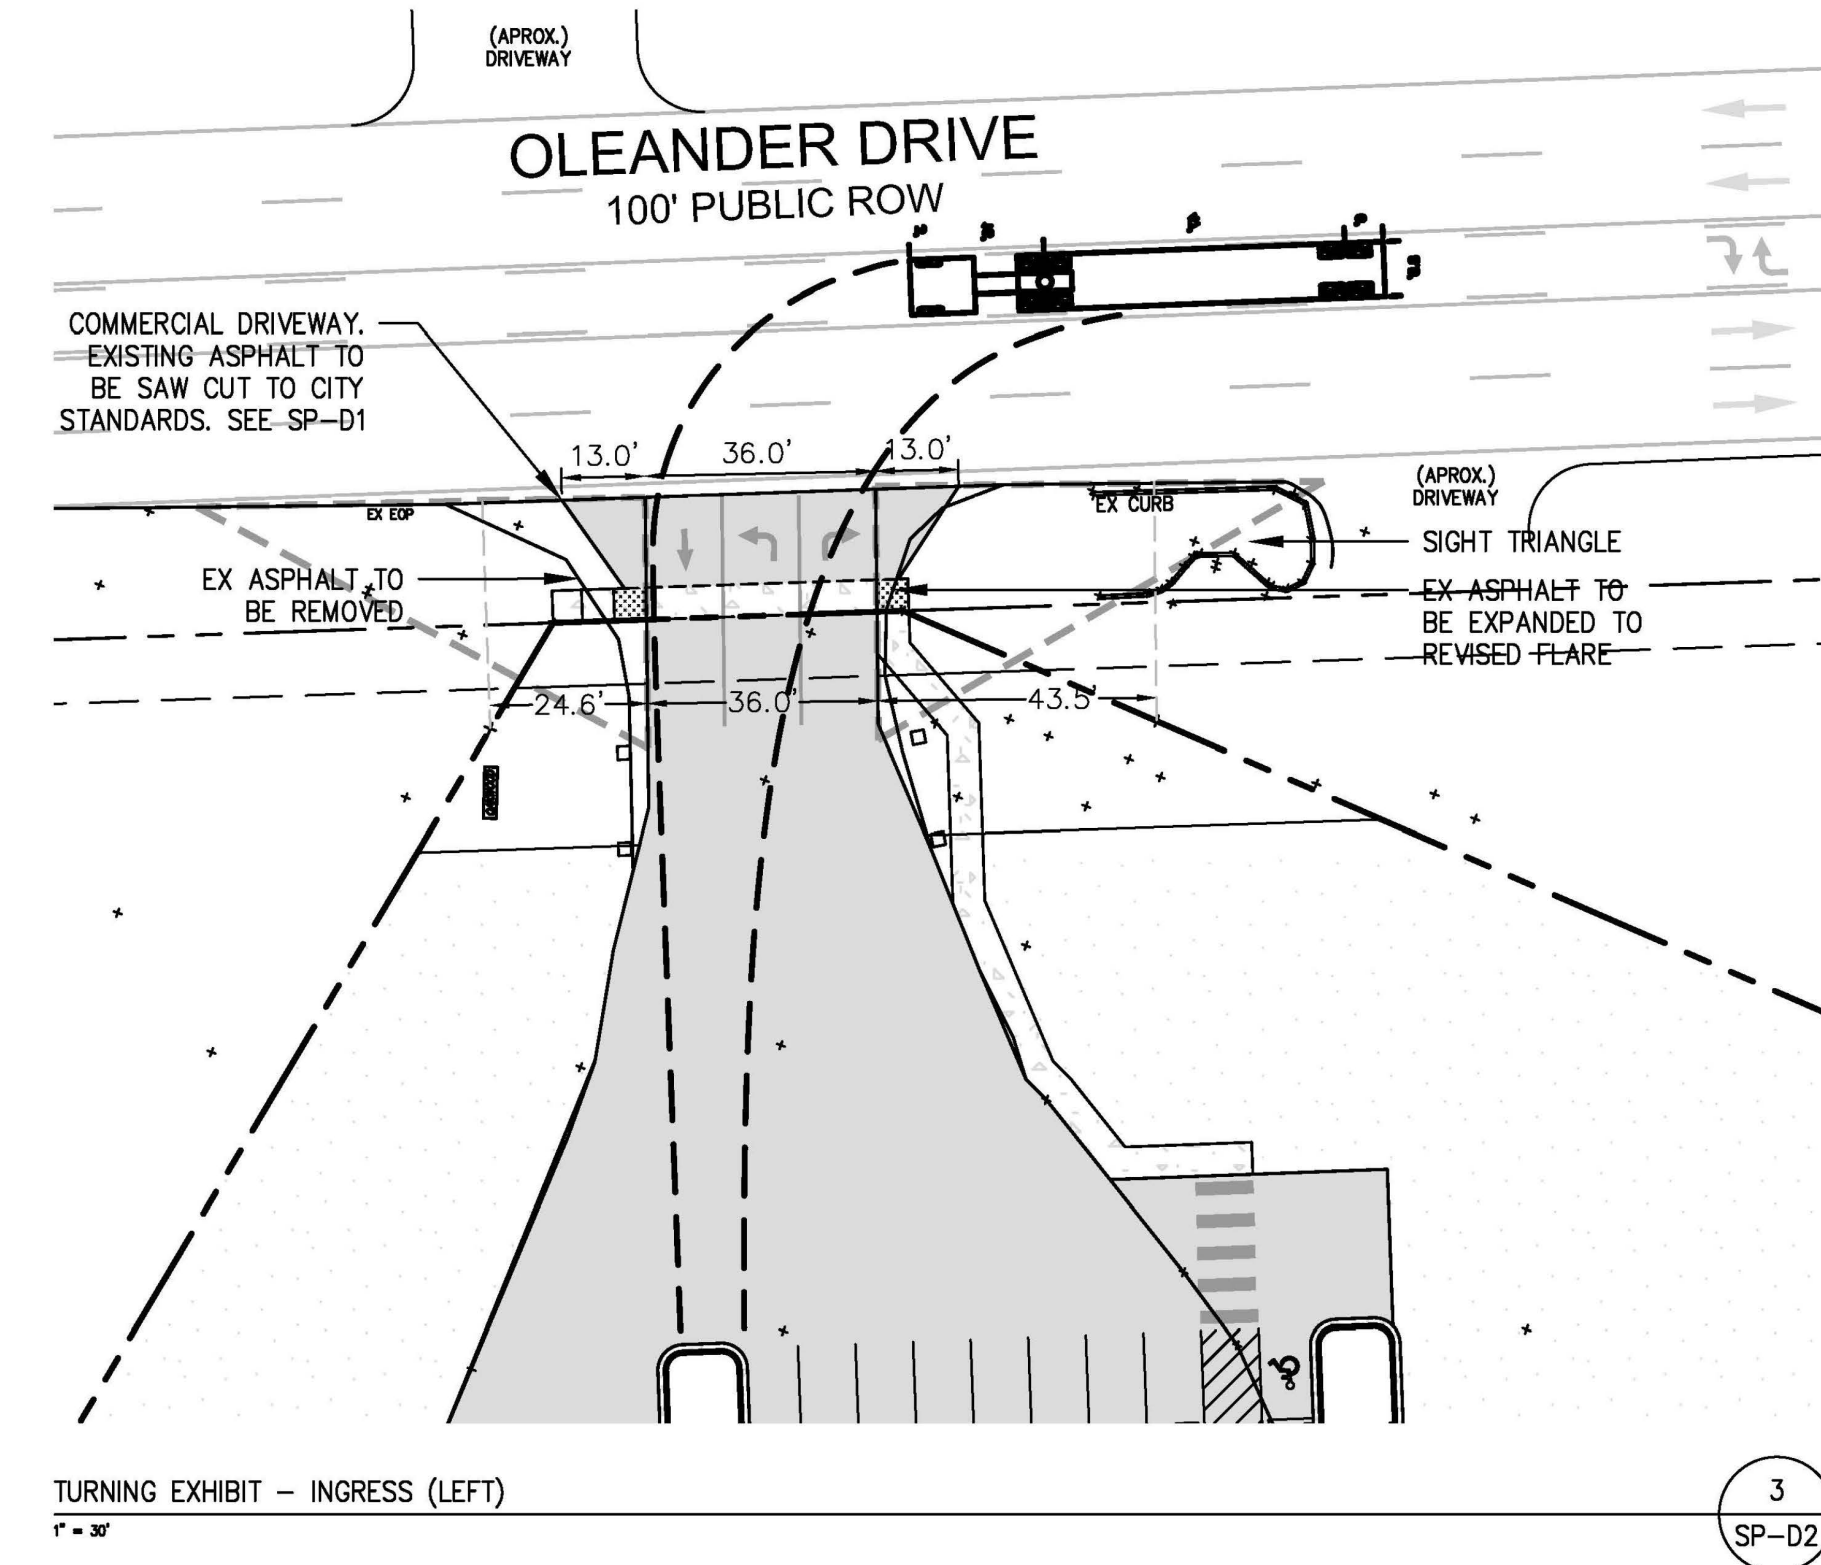 (APROX.)
DRIVEWAY
OLEANDER DRIVE
100' PUBLIC ROW
COMMERCIAL DRIVEWAY.
EXISTING ASPHALT TO
BE SAW CUT TO CITY
STANDARDS. SEE SP-D1
13.0'
36.0'
13.0'
(APROX.)
DRIVEWAY
EX EOP
EX CURB
SIGHT TRIANGLE
EX ASPHALT TO
BE REMOVED
EX ASPHALT TO
BE EXPANDED TO
REVISED FLARE
24.6'
36.0'
43.5'
TURNING EXHIBIT - INGRESS (LEFT)
1" = 30'
3
SP-D2